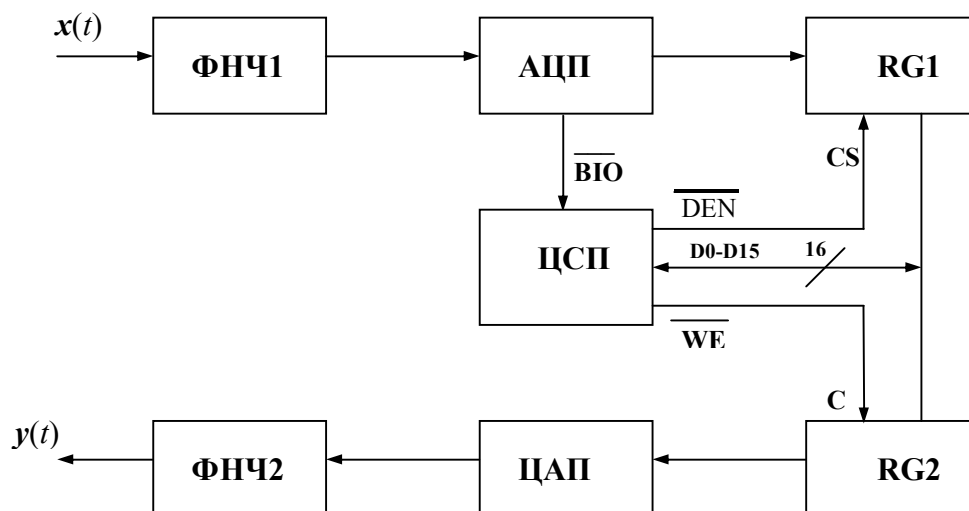 x(t)
ФНЧ1
АЦП
RG1
BIO
CS
DEN
ЦСП
D0-D15
16
WE
C
y(t)
ФНЧ2
ЦАП
RG2